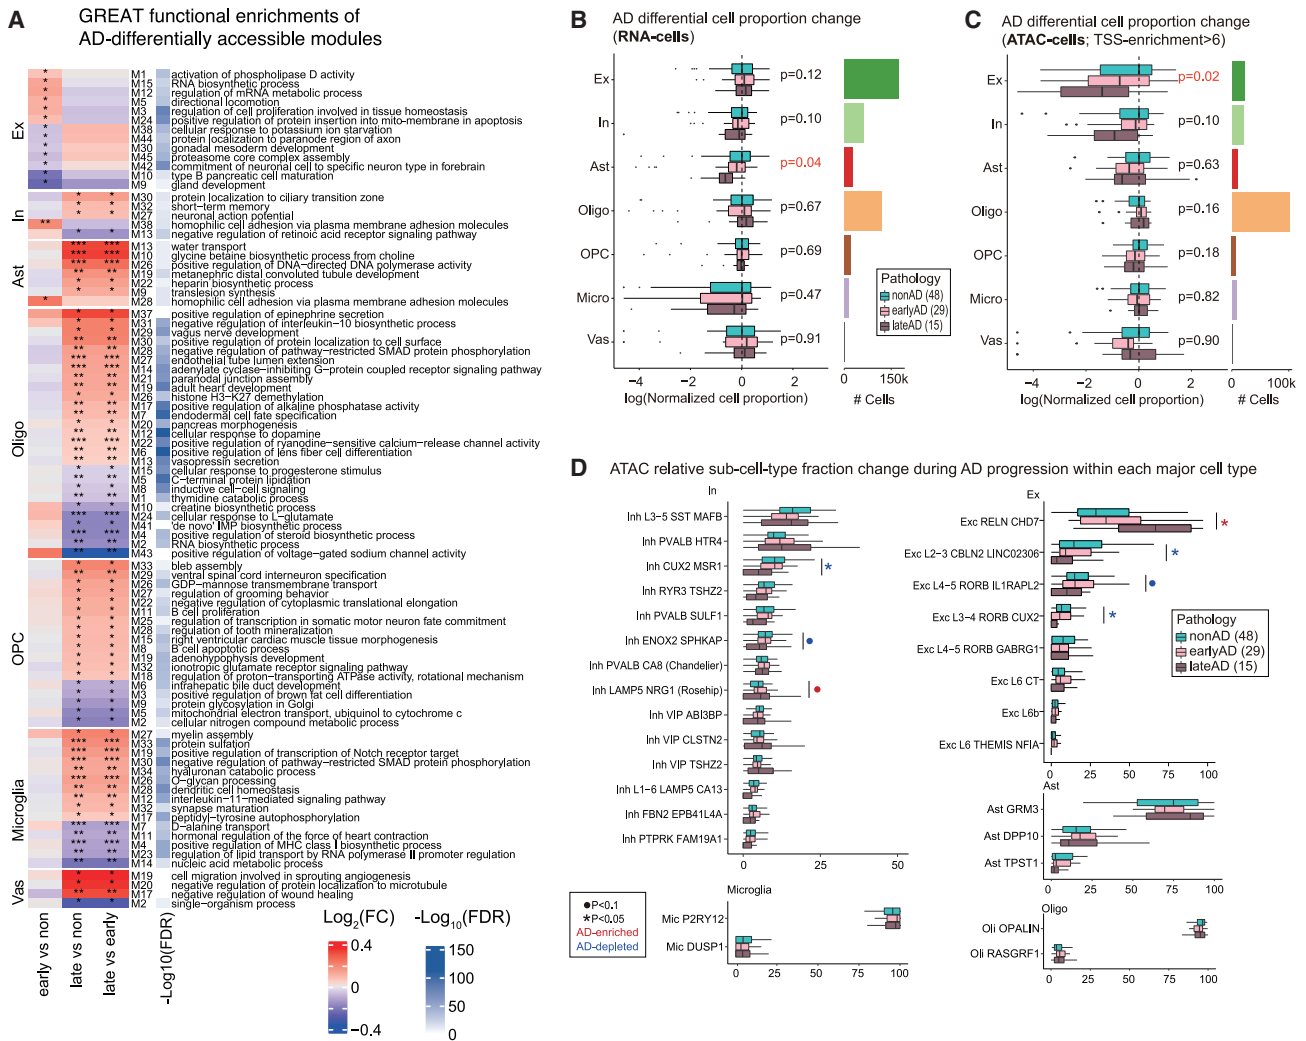 A
GREAT functional enrichments of
AD-differentially accessible modules
Ex
* M1 activation of phospholipase D activity
* M15 RNA biosynthetic process
* M12 regulation of mRNA metabolic process
* M5 directional locomotion
* M3 regulation of cell proliferation involved in tissue homeostasis
* M24 positive regulation of protein insertion into mito-membrane in apoptosis
* M38 cellular response to potassium ion starvation
* M44 protein localization to paranode region of axon
* M30 gonadal mesoderm development
* M45 proteasome core complex assembly
* M42 commitment of neuronal cell to specific neuron type in forebrain
* M10 type B pancreatic cell maturation
* M9 gland development
In
* * M30 protein localization to ciliary transition zone
* * M32 short-term memory
* * M27 neuronal action potential
** M38 homophilic cell adhesion via plasma membrane adhesion molecules
* * M13 negative regulation of retinoic acid receptor signaling pathway
Ast
*** *** M13 water transport
*** *** M10 glycine betaine biosynthetic process from choline
*** *** M26 positive regulation of DNA-directed DNA polymerase activity
** ** M19 metanephric distal convoluted tubule development
* * M22 heparin biosynthetic process
* * M9 translesion synthesis
* M28 homophilic cell adhesion via plasma membrane adhesion molecules
Oligo
* * M37 positive regulation of epinephrine secretion
* * M31 negative regulation of interleukin-10 biosynthetic process
* * M29 vagus nerve development
** ** M30 positive regulation of protein localization to cell surface
** ** M28 negative regulation of pathway-restricted SMAD protein phosphorylation
*** *** M27 endothelial tube lumen extension
*** *** M14 adenylate cyclase-inhibiting G-protein coupled receptor signaling pathway
** ** M21 paranodal junction assembly
** ** M19 adult heart development
* * M26 histone H3-K27 demethylation
** ** M17 positive regulation of alkaline phosphatase activity
** ** M7 endodermal cell fate specification
* * M20 pancreas morphogenesis
** ** M12 cellular response to dopamine
*** *** M22 positive regulation of ryanodine-sensitive calcium-release channel activity
** ** M6 positive regulation of lens fiber cell differentiation
** ** M13 vasopressin secretion
* * M15 cellular response to progesterone stimulus
** ** M5 C-terminal protein lipidation
* * M8 inductive cell-cell signaling
** ** M1 thymidine catabolic process
* * M10 creatine biosynthetic process
*** *** M24 cellular response to L-glutamate
* * M41 'de novo' IMP biosynthetic process
*** *** M4 positive regulation of steroid biosynthetic process
** ** M2 RNA biosynthetic process
** ** M43 positive regulation of voltage-gated sodium channel activity
OPC
* * M33 bleb assembly
** ** M29 ventral spinal cord interneuron specification
* * M26 GDP-mannose transmembrane transport
* * M27 regulation of grooming behavior
* * M22 negative regulation of cytoplasmic translational elongation
* * M11 B cell proliferation
* * M25 regulation of transcription in somatic motor neuron fate commitment
* * M28 regulation of tooth mineralization
* * M15 right ventricular cardiac muscle tissue morphogenesis
* * M8 B cell apoptotic process
* * M19 adenohypophysis development
* * M32 ionotropic glutamate receptor signaling pathway
* * M18 regulation of proton-transporting ATPase activity, rotational mechanism
* * M6 intrahepatic bile duct development
* * M3 positive regulation of brown fat cell differentiation
* * M9 protein glycosylation in Golgi
* * M5 mitochondrial electron transport, ubiquinol to cytochrome c
* * M2 cellular nitrogen compound metabolic process
Microglia
* * M27 myelin assembly
*** *** M33 protein sulfation
*** *** M19 positive regulation of transcription of Notch receptor target
*** *** M30 negative regulation of pathway-restricted SMAD protein phosphorylation
** ** M34 hyaluronan catabolic process
*** *** M26 O-glycan processing
** ** M28 dendritic cell homeostasis
** ** M12 interleukin-11-mediated signaling pathway
* * M32 synapse maturation
* * M17 peptidyl-tyrosine autophosphorylation
*** *** M7 D-alanine transport
** ** M11 hormonal regulation of the force of heart contraction
*** *** M4 positive regulation of MHC class I biosynthetic process
** ** M23 regulation of lipid transport by RNA polymerase II promoter regulation
** ** M14 nucleic acid metabolic process
Vas
* * M19 cell migration involved in sprouting angiogenesis
* * M20 negative regulation of protein localization to microtubule
** ** M17 negative regulation of wound healing
* * M2 single-organism process
early vs non
late vs non
late vs early
-Log10(FDR)
Log2(FC)
0.4
0
-0.4
-Log10(FDR)
150
100
50
0
B
AD differential cell proportion change
(RNA-cells)
Ex p=0.12
In p=0.10
Ast p=0.04
Oligo p=0.67
OPC p=0.69
Micro p=0.47
Vas p=0.91
Pathology
nonAD (48)
earlyAD (29)
lateAD (15)
−4 −2 0 2
log(Normalized cell proportion)
0 150k
# Cells
C
AD differential cell proportion change
(ATAC-cells; TSS-enrichment>6)
Ex p=0.02
In p=0.10
Ast p=0.63
Oligo p=0.16
OPC p=0.18
Micro p=0.82
Vas p=0.90
−4 −2 0 2
log(Normalized cell proportion)
0 100k
# Cells
D
ATAC relative sub-cell-type fraction change during AD progression within each major cell type
In
Inh L3-5 SST MAFB
Inh PVALB HTR4
Inh CUX2 MSR1 *
Inh RYR3 TSHZ2
Inh PVALB SULF1
Inh ENOX2 SPHKAP ●
Inh PVALB CA8 (Chandelier)
Inh LAMP5 NRG1 (Rosehip) ●
Inh VIP ABI3BP
Inh VIP CLSTN2
Inh VIP TSHZ2
Inh L1-6 LAMP5 CA13
Inh FBN2 EPB41L4A
Inh PTPRK FAM19A1
0 25 50
●P<0.1
*P<0.05
AD-enriched
AD-depleted
Microglia
Mic P2RY12
Mic DUSP1
0 25 50 75 100
Ex
Exc RELN CHD7 *
Exc L2-3 CBLN2 LINC02306 *
Exc L4-5 RORB IL1RAPL2 ●
Exc L3-4 RORB CUX2 *
Exc L4-5 RORB GABRG1
Exc L6 CT
Exc L6b
Exc L6 THEMIS NFIA
Pathology
nonAD (48)
earlyAD (29)
lateAD (15)
0 25 50 75 100
Ast
Ast GRM3
Ast DPP10
Ast TPST1
0 25 50 75 100
Oligo
Oli OPALIN
Oli RASGRF1
0 25 50 75 100